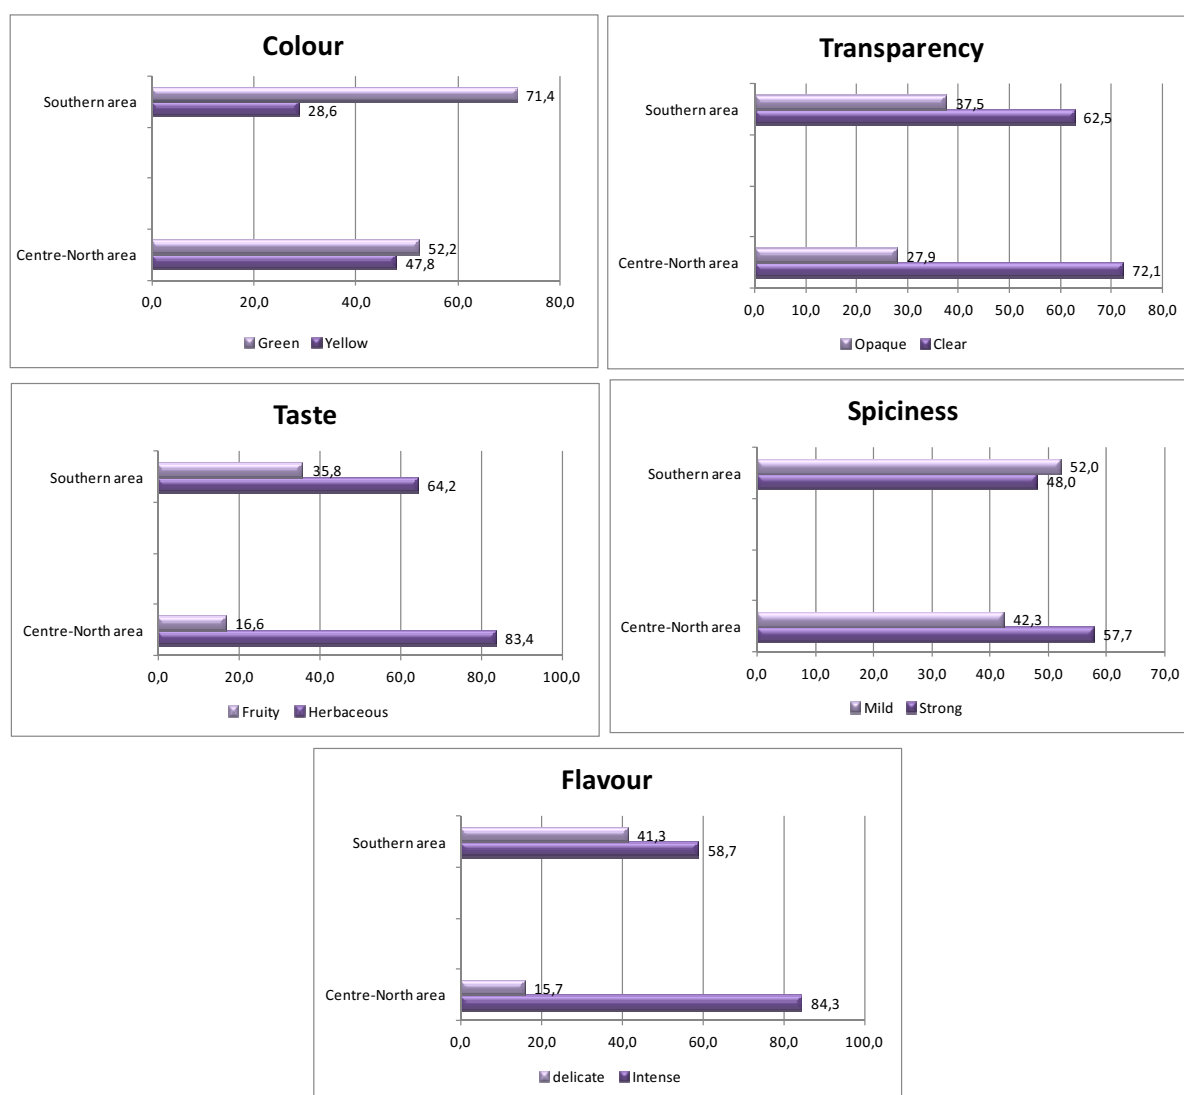 Colour
Southern area
71,4
28,6
Centre-North area
52,2
47,8
0,0 20,0 40,0 60,0 80,0
Green Yellow
Transparency
Southern area
37,5
62,5
Centre-North area
27,9
72,1
0,0 10,0 20,0 30,0 40,0 50,0 60,0 70,0 80,0
Opaque Clear
Taste
Southern area
35,8
64,2
Centre-North area
16,6
83,4
0,0 20,0 40,0 60,0 80,0 100,0
Fruity Herbaceous
Spiciness
Southern area
52,0
48,0
Centre-North area
42,3
57,7
0,0 10,0 20,0 30,0 40,0 50,0 60,0 70,0
Mild Strong
Flavour
Southern area
41,3
58,7
Centre-North area
15,7
84,3
0,0 20,0 40,0 60,0 80,0 100,0
delicate Intense